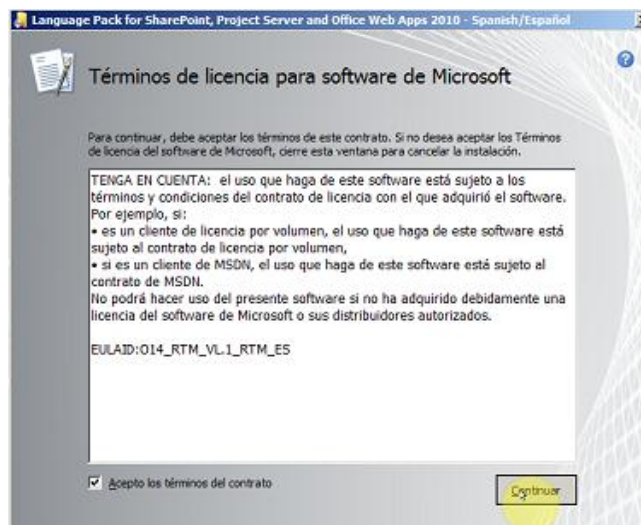 Language Pack for SharePoint, Project Server and Office Web Apps 2010 - Spanish/Español
Términos de licencia para software de Microsoft
Para continuar, debe aceptar los términos de este contrato. Si no desea aceptar los Términos
de licencia del software de Microsoft, cierre esta ventana para cancelar la instalación.
TENGA EN CUENTA: el uso que haga de este software está sujeto a los
términos y condiciones del contrato de licencia con el que adquirió el software.
Por ejemplo, si:
• es un cliente de licencia por volumen, el uso que haga de este software está
sujeto al contrato de licencia por volumen,
• si es un cliente de MSDN, el uso que haga de este software está sujeto al
contrato de MSDN.
No podrá hacer uso del presente software si no ha adquirido debidamente una
licencia del software de Microsoft o sus distribuidores autorizados.
EULAID:O14_RTM_VL.1_RTM_ES
Acepto los términos del contrato
Continuar